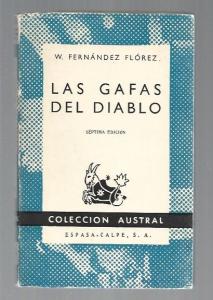 W. FERNÁNDEZ FLÓREZ
LAS GAFAS
DEL DIABLO
SÉPTIMA EDICIÓN
COLECCION AUSTRAL
ESPASA-CALPE, S. A.